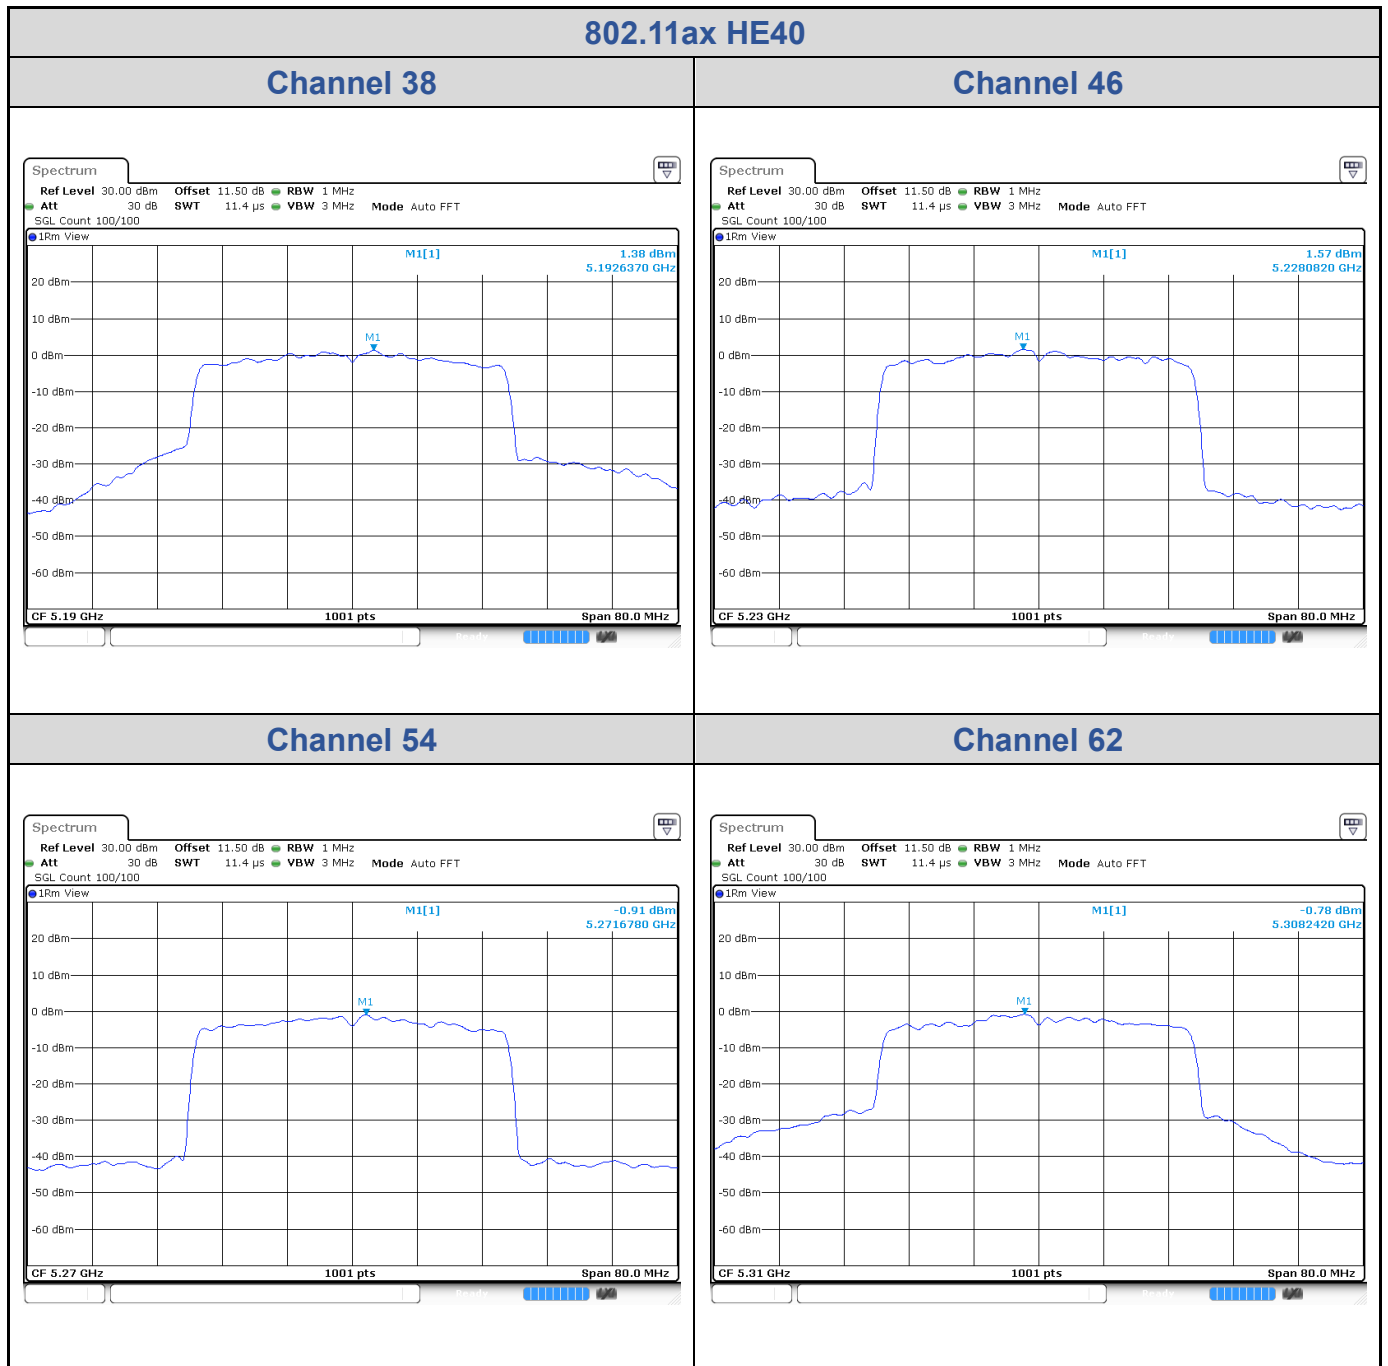 802.11ax HE40
Channel 38
Channel 46
Spectrum
Ref Level 30.00 dBm Offset 11.50 dB RBW 1 MHz
Att 30 dB SWT 11.4 µs VBW 3 MHz Mode Auto FFT
SGL Count 100/100
1Rm View
M1[1] 1.38 dBm
5.1926370 GHz
20 dBm
10 dBm
M1
0 dBm
-10 dBm
-20 dBm
-30 dBm
-40 dBm
-50 dBm
-60 dBm
CF 5.19 GHz 1001 pts Span 80.0 MHz
Ready
Spectrum
Ref Level 30.00 dBm Offset 11.50 dB RBW 1 MHz
Att 30 dB SWT 11.4 µs VBW 3 MHz Mode Auto FFT
SGL Count 100/100
1Rm View
M1[1] 1.57 dBm
5.2280820 GHz
20 dBm
10 dBm
M1
0 dBm
-10 dBm
-20 dBm
-30 dBm
-40 dBm
-50 dBm
-60 dBm
CF 5.23 GHz 1001 pts Span 80.0 MHz
Ready
Channel 54
Channel 62
Spectrum
Ref Level 30.00 dBm Offset 11.50 dB RBW 1 MHz
Att 30 dB SWT 11.4 µs VBW 3 MHz Mode Auto FFT
SGL Count 100/100
1Rm View
M1[1] -0.91 dBm
5.2716780 GHz
20 dBm
10 dBm
M1
0 dBm
-10 dBm
-20 dBm
-30 dBm
-40 dBm
-50 dBm
-60 dBm
CF 5.27 GHz 1001 pts Span 80.0 MHz
Ready
Spectrum
Ref Level 30.00 dBm Offset 11.50 dB RBW 1 MHz
Att 30 dB SWT 11.4 µs VBW 3 MHz Mode Auto FFT
SGL Count 100/100
1Rm View
M1[1] -0.78 dBm
5.3082420 GHz
20 dBm
10 dBm
M1
0 dBm
-10 dBm
-20 dBm
-30 dBm
-40 dBm
-50 dBm
-60 dBm
CF 5.31 GHz 1001 pts Span 80.0 MHz
Ready